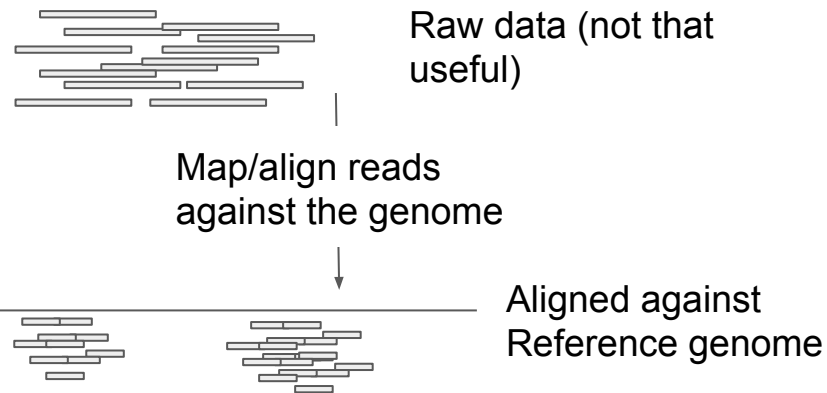 Raw data (not that
useful)
Map/align reads
against the genome
Aligned against
Reference genome